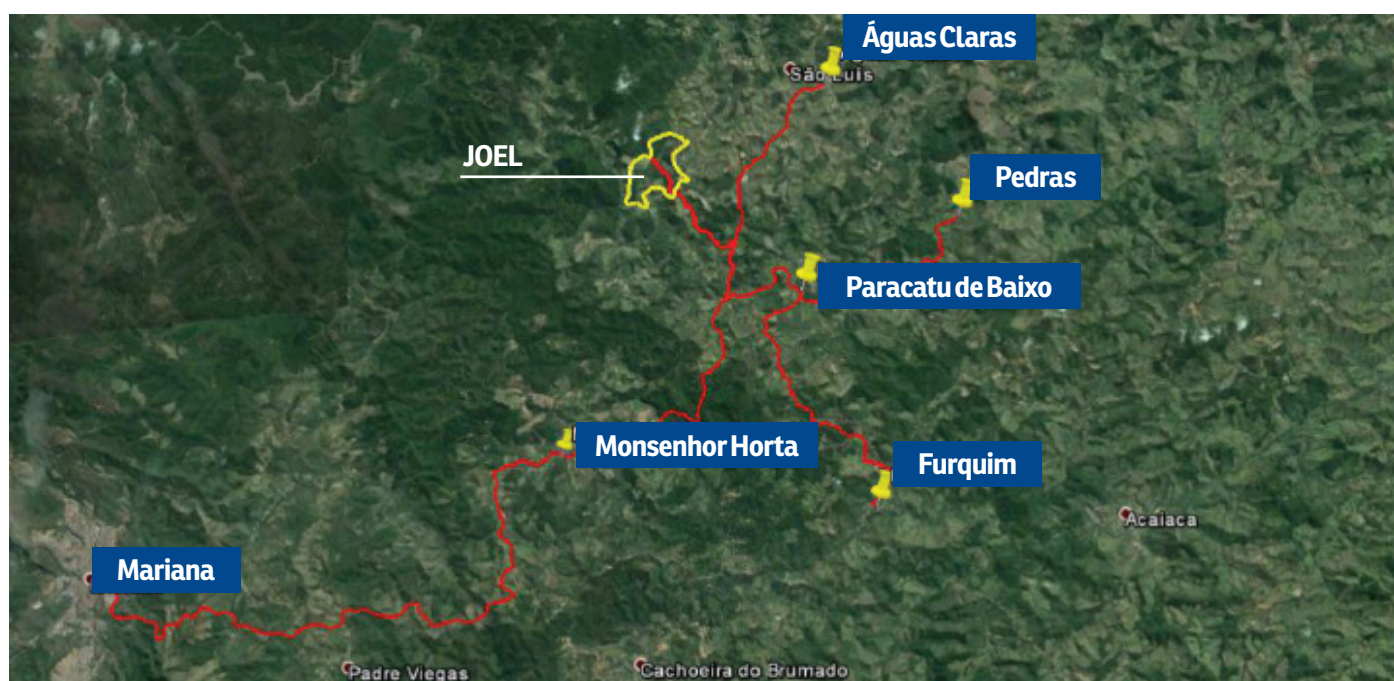 Águas Claras
São Luís
JOEL
Pedras
Paracatu de Baixo
Monsenhor Horta
Furquim
Acaiaca
Mariana
Padre Viegas
Cachoeira do Brumado